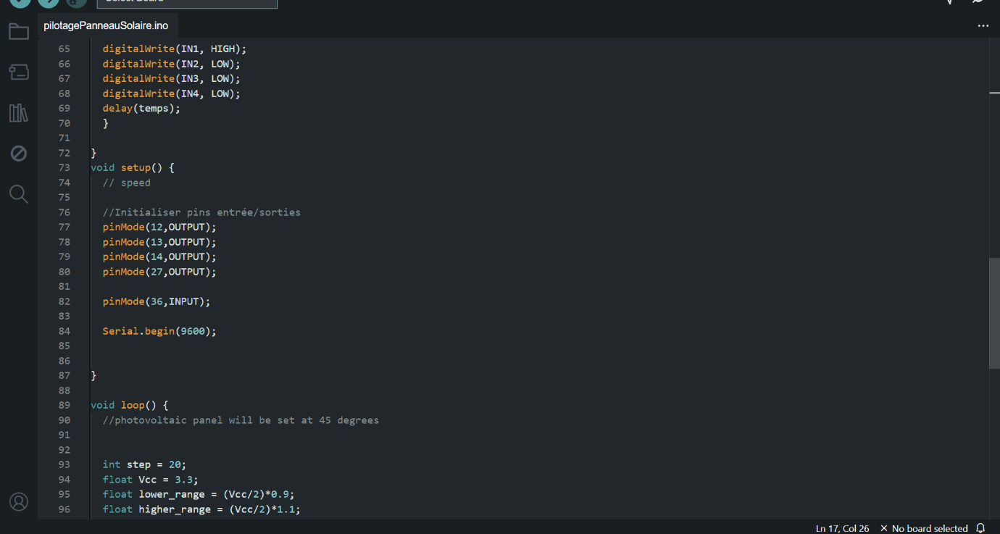 Select Board
pilotagePanneauSolaire.ino
65 digitalWrite(IN1, HIGH);
66 digitalWrite(IN2, LOW);
67 digitalWrite(IN3, LOW);
68 digitalWrite(IN4, LOW);
69 delay(temps);
70 }
71
72 }
73 void setup() {
74 // speed
75
76 //Initialiser pins entrée/sorties
77 pinMode(12,OUTPUT);
78 pinMode(13,OUTPUT);
79 pinMode(14,OUTPUT);
80 pinMode(27,OUTPUT);
81
82 pinMode(36,INPUT);
83
84 Serial.begin(9600);
85
86
87 }
88
89 void loop() {
90 //photovoltaic panel will be set at 45 degrees
91
92
93 int step = 20;
94 float Vcc = 3.3;
95 float lower_range = (Vcc/2)*0.9;
96 float higher_range = (Vcc/2)*1.1;
Ln 17, Col 26 × No board selected